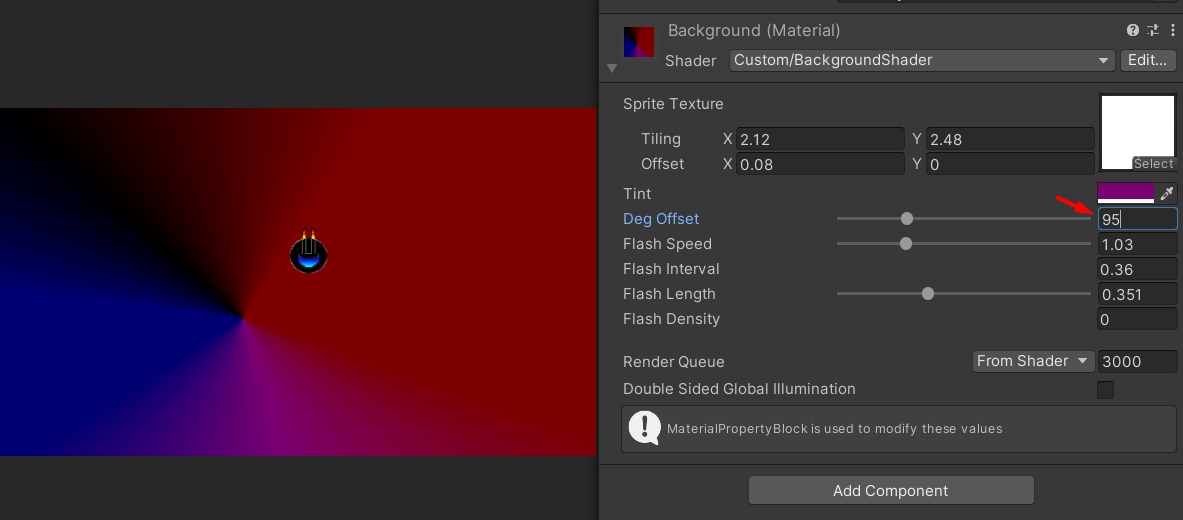 Background (Material)
Shader Custom/BackgroundShader Edit...
Sprite Texture
Tiling X 2.12 Y 2.48
Offset X 0.08 Y 0
Select
Tint
Deg Offset 95
Flash Speed 1.03
Flash Interval 0.36
Flash Length 0.351
Flash Density 0
Render Queue From Shader 3000
Double Sided Global Illumination
MaterialPropertyBlock is used to modify these values
Add Component